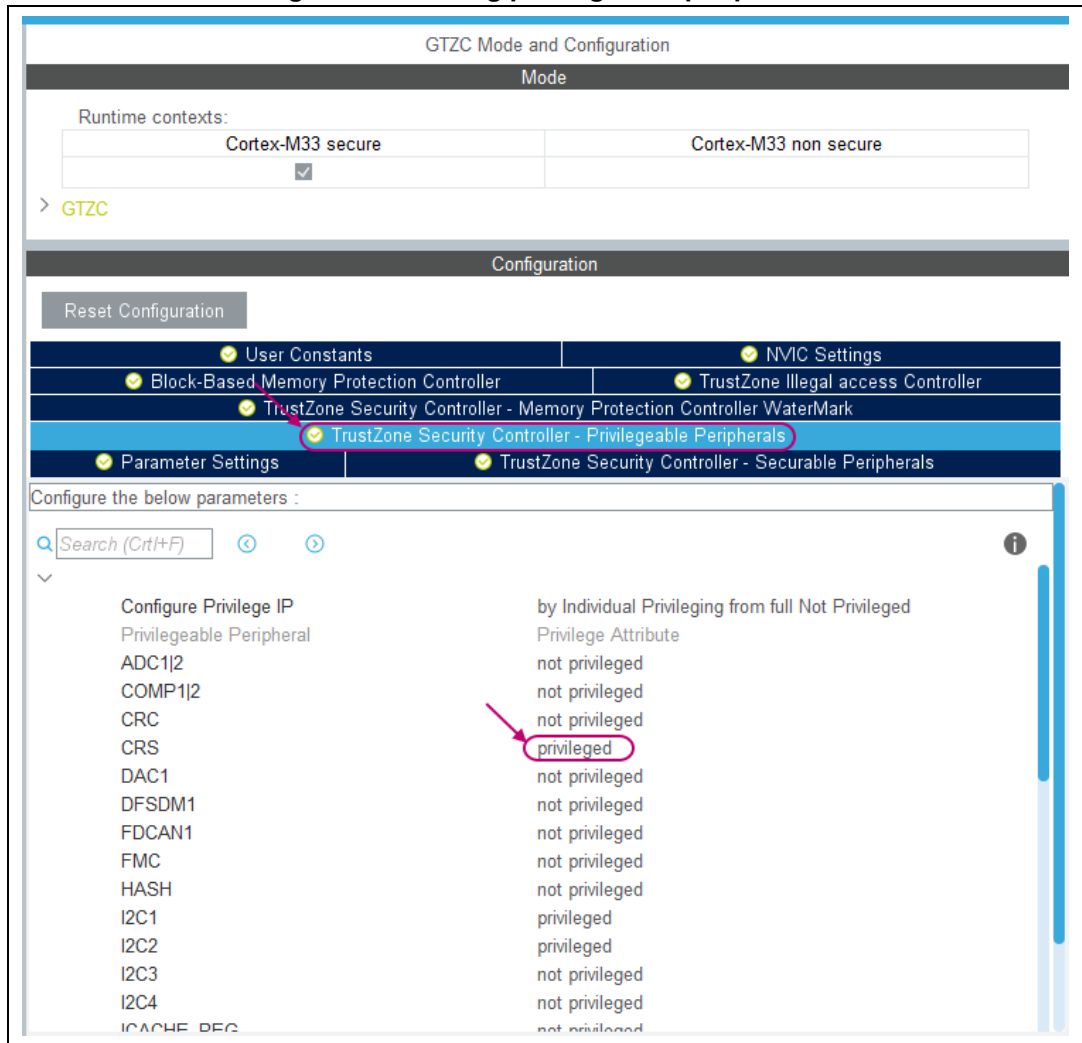 GTZC Mode and Configuration
Mode
Runtime contexts:
Cortex-M33 secure Cortex-M33 non secure
GTZC
Configuration
Reset Configuration
User Constants NVIC Settings
Block-Based Memory Protection Controller TrustZone Illegal access Controller
TrustZone Security Controller - Memory Protection Controller WaterMark
TrustZone Security Controller - Privilegeable Peripherals
Parameter Settings TrustZone Security Controller - Securable Peripherals
Configure the below parameters :
Search (Crtl+F)
Configure Privilege IP by Individual Privileging from full Not Privileged
Privilegeable Peripheral Privilege Attribute
ADC1|2 not privileged
COMP1|2 not privileged
CRC not privileged
CRS privileged
DAC1 not privileged
DFSDM1 not privileged
FDCAN1 not privileged
FMC not privileged
HASH not privileged
I2C1 privileged
I2C2 privileged
I2C3 not privileged
I2C4 not privileged
ICACHE_REG not privileged